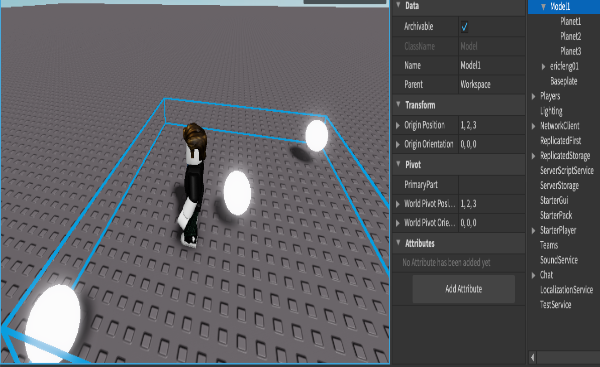 Data
Archivable
ClassName Model
Name Model1
Parent Workspace
Transform
Origin Position 1, 2, 3
Origin Orientation 0, 0, 0
Pivot
PrimaryPart
World Pivot Posi... 1, 2, 3
World Pivot Orie... 0, 0, 0
Attributes
No Attribute has been added yet
Add Attribute
Model1
Planet1
Planet2
Planet3
ericfeng01
Baseplate
Players
Lighting
NetworkClient
ReplicatedFirst
ReplicatedStorage
ServerScriptService
ServerStorage
StarterGui
StarterPack
StarterPlayer
Teams
SoundService
Chat
LocalizationService
TestService